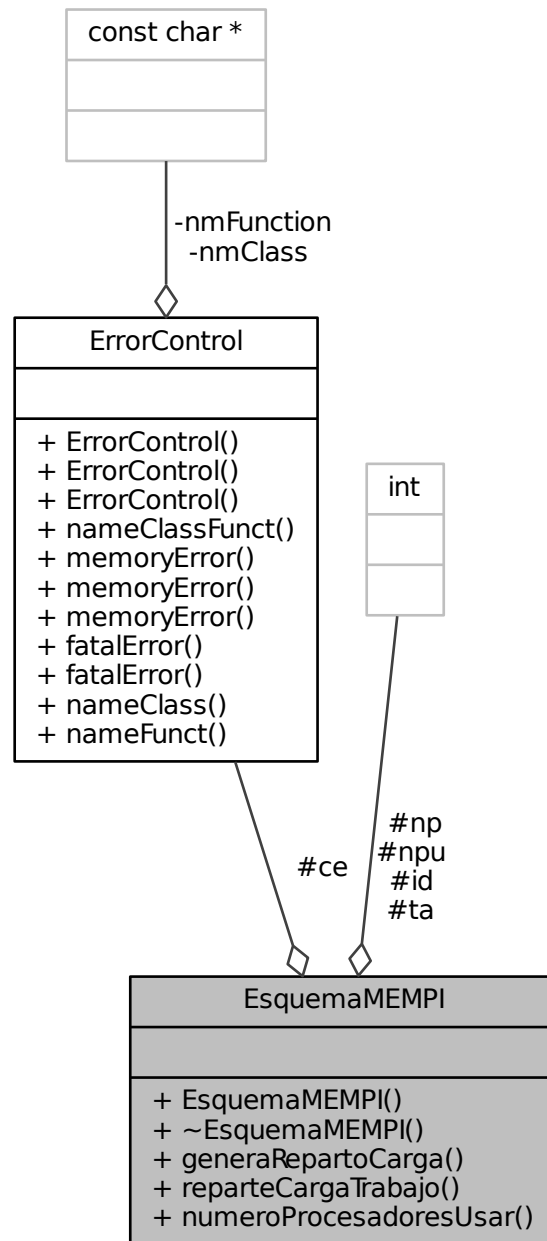 const char *
-nmFunction
-nmClass
ErrorControl
+ ErrorControl()
+ ErrorControl()
+ ErrorControl()
+ nameClassFunct()
+ memoryError()
+ memoryError()
+ memoryError()
+ fatalError()
+ fatalError()
+ nameClass()
+ nameFunct()
int
#ce
#np
#npu
#id
#ta
EsquemaMEMPI
+ EsquemaMEMPI()
+ ~EsquemaMEMPI()
+ generaRepartoCarga()
+ reparteCargaTrabajo()
+ numeroProcesadoresUsar()